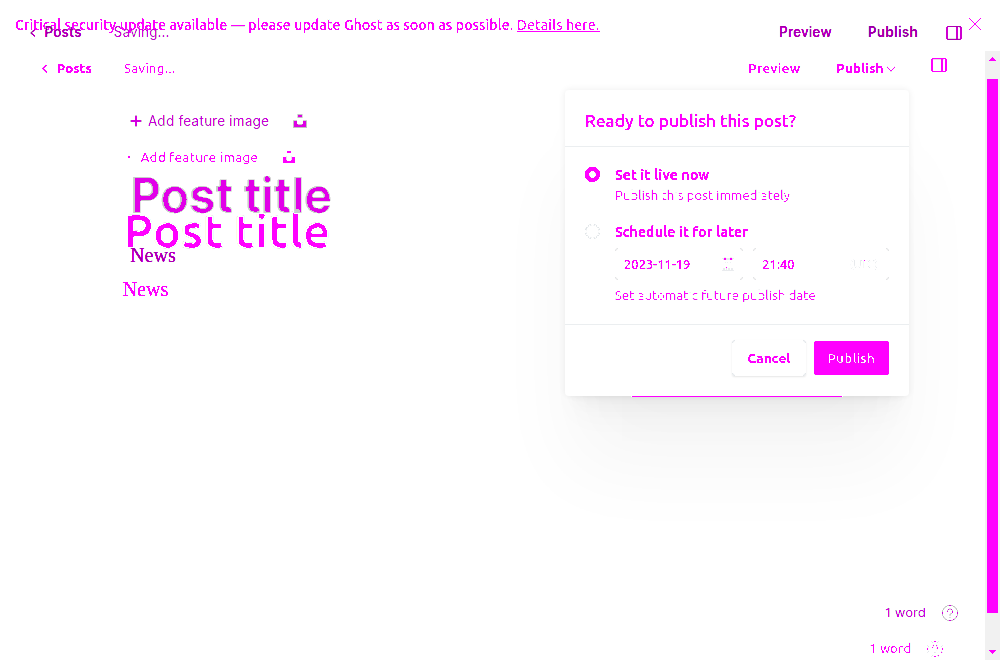 Critical security update available — please update Ghost as soon as possible. Details here.
Posts Saving... Preview Publish
Posts Saving... Preview Publish
Add feature image
Add feature image
Post title
Post title
News
News
Ready to publish this post?
Set it live now
Publish this post immediately
Schedule it for later
2023-11-19 21:40
Set automatic future publish date
Cancel Publish
1 word
1 word